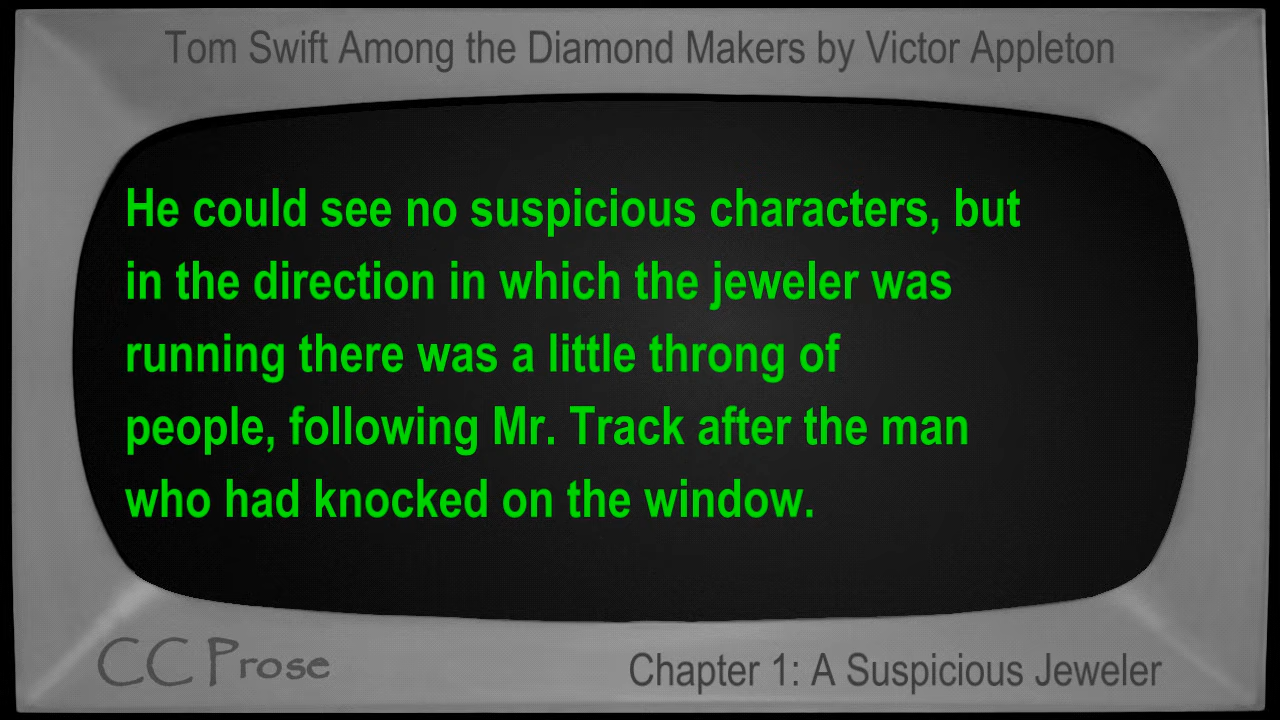 Tom Swift Among the Diamond Makers by Victor Appleton
He could see no suspicious characters, but
in the direction in which the jeweler was
running there was a little throng of
people, following Mr. Track after the man
who had knocked on the window.
CC Prose
Chapter 1: A Suspicious Jeweler